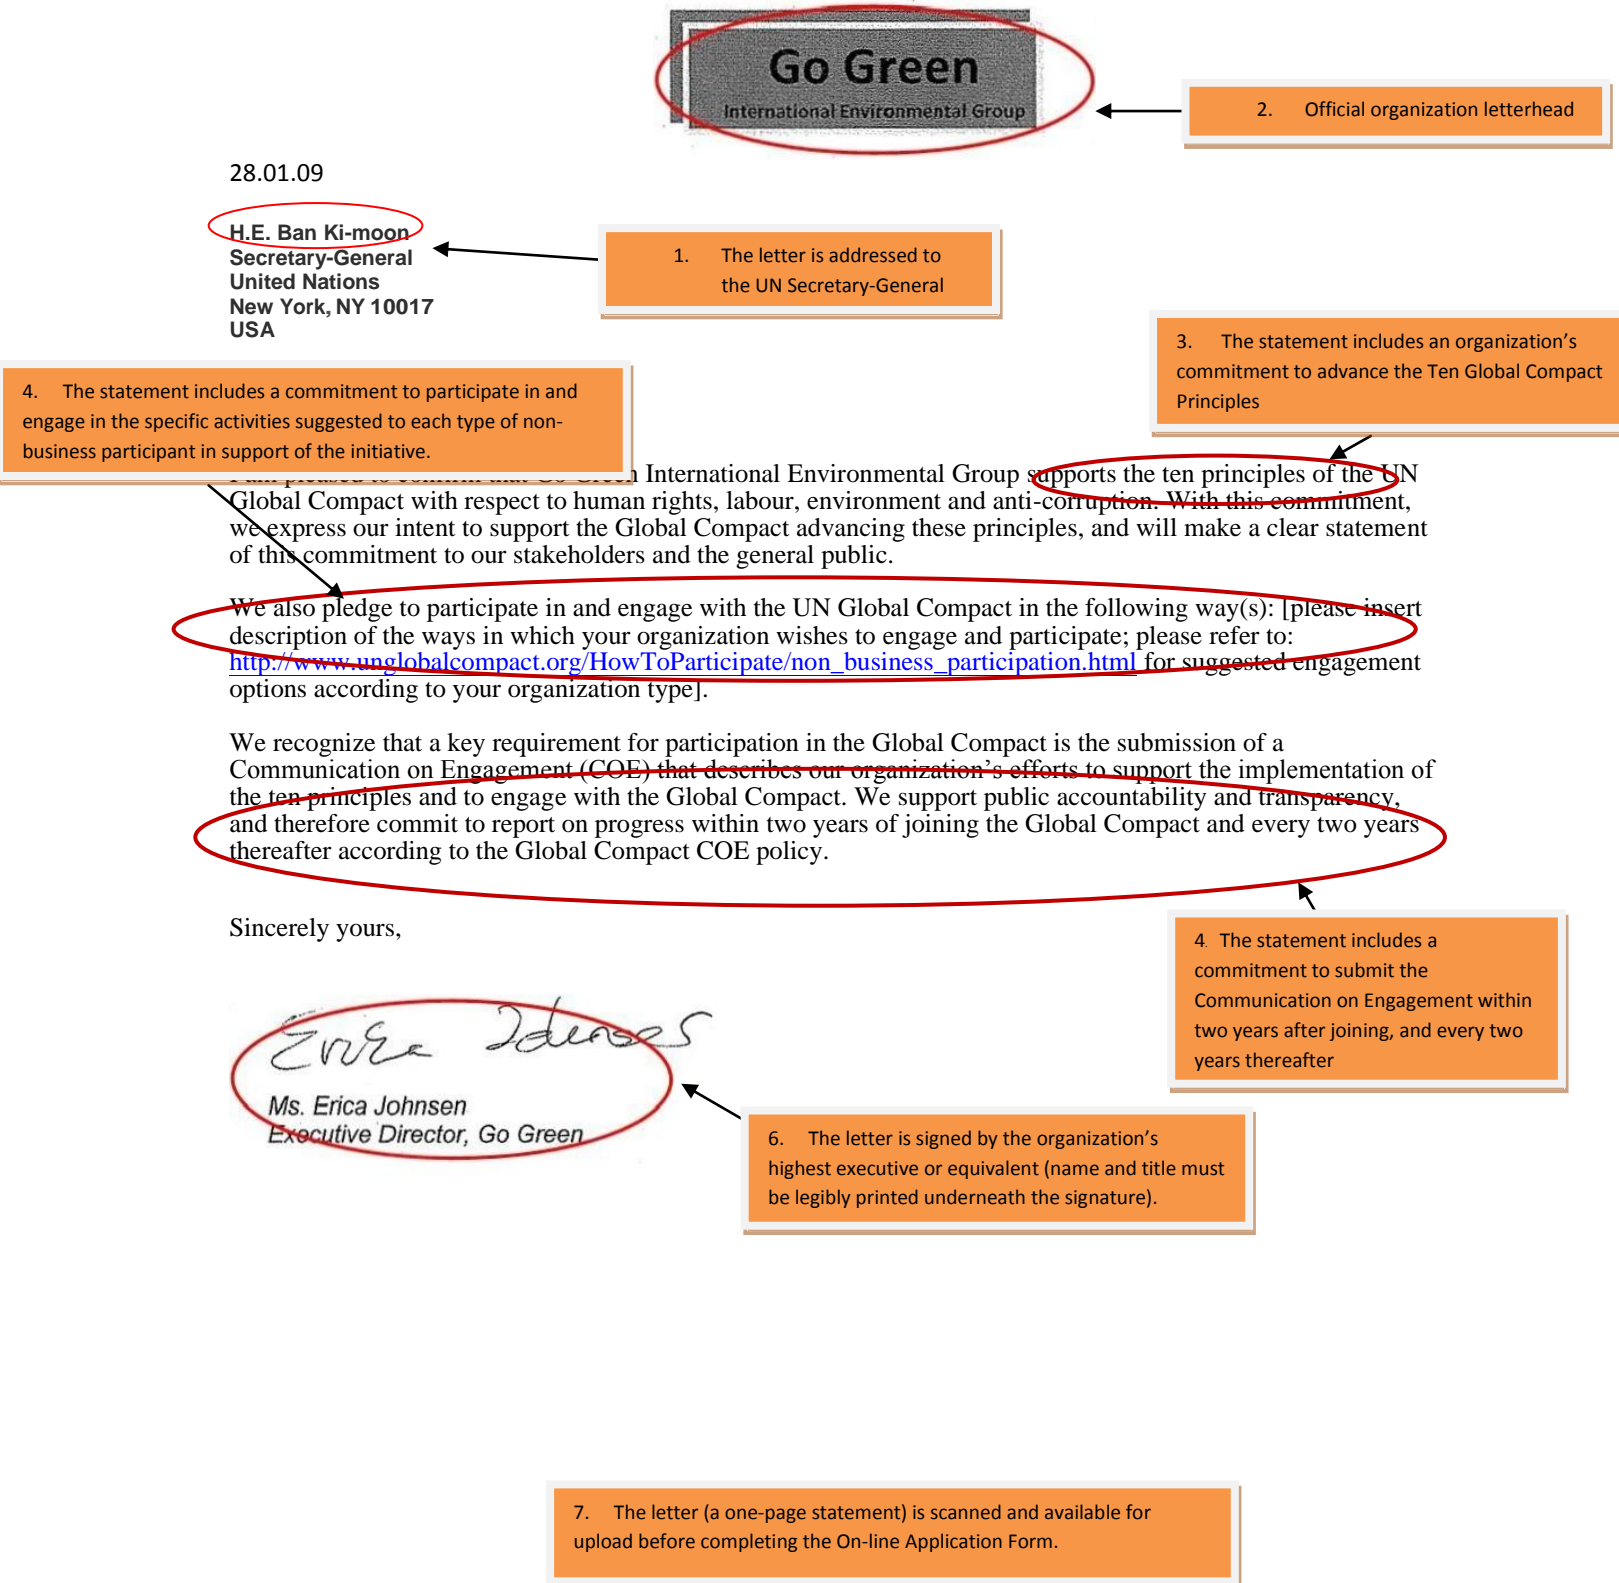 Go Green
International Environmental Group
2. Official organization letterhead
28.01.09
H.E. Ban Ki-moon
Secretary-General
United Nations
New York, NY 10017
USA
1. The letter is addressed to
the UN Secretary-General
3. The statement includes an organization's
commitment to advance the Ten Global Compact
Principles
4. The statement includes a commitment to participate in and
engage in the specific activities suggested to each type of non-
business participant in support of the initiative.
I am pleased to confirm that Go Green International Environmental Group supports the ten principles of the UN
Global Compact with respect to human rights, labour, environment and anti-corruption. With this commitment,
we express our intent to support the Global Compact advancing these principles, and will make a clear statement
of this commitment to our stakeholders and the general public.
We also pledge to participate in and engage with the UN Global Compact in the following way(s): [please insert
description of the ways in which your organization wishes to engage and participate; please refer to:
http://www.unglobalcompact.org/HowToParticipate/non_business_participation.html for suggested engagement
options according to your organization type].
We recognize that a key requirement for participation in the Global Compact is the submission of a
Communication on Engagement (COE) that describes our organization's efforts to support the implementation of
the ten principles and to engage with the Global Compact. We support public accountability and transparency,
and therefore commit to report on progress within two years of joining the Global Compact and every two years
thereafter according to the Global Compact COE policy.
Sincerely yours,
4. The statement includes a
commitment to submit the
Communication on Engagement within
two years after joining, and every two
years thereafter
Ms. Erica Johnsen
Executive Director, Go Green
6. The letter is signed by the organization's
highest executive or equivalent (name and title must
be legibly printed underneath the signature).
7. The letter (a one-page statement) is scanned and available for
upload before completing the On-line Application Form.